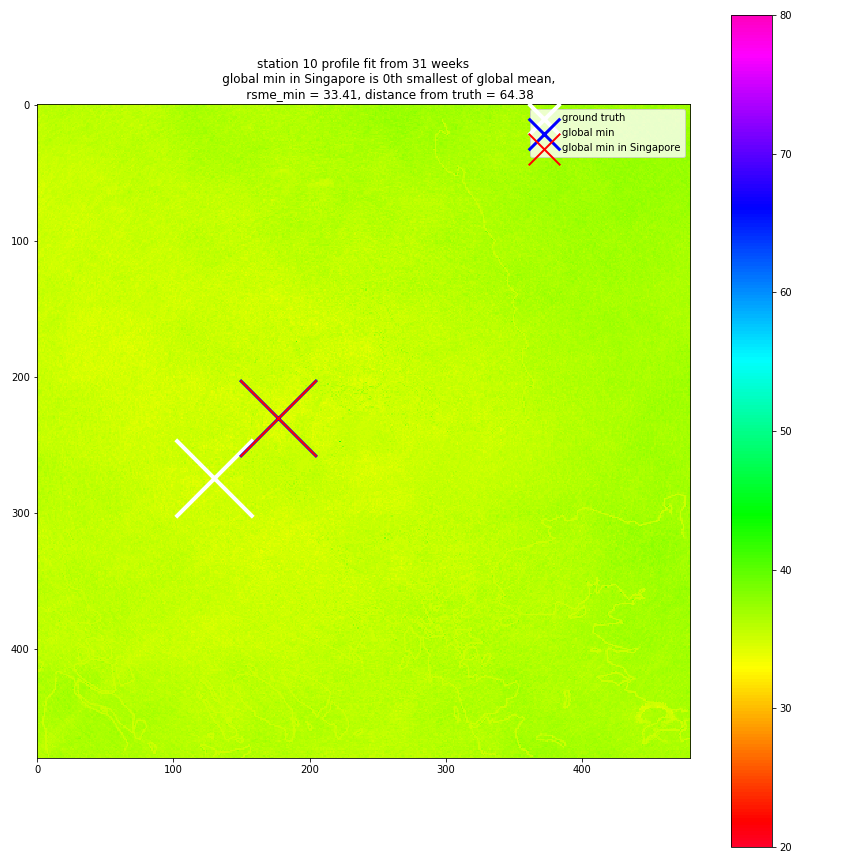 station 10 profile fit from 31 weeks
global min in Singapore is 0th smallest of global mean,
rsme_min = 33.41, distance from truth = 64.38
ground truth
global min
global min in Singapore
0
100
200
300
400
0
100
200
300
400
80
70
60
50
40
30
20